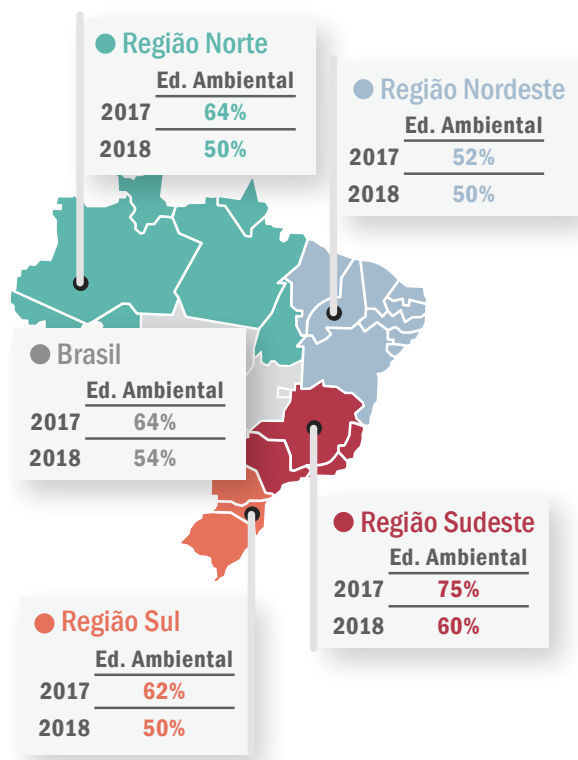 Região Norte
Ed. Ambiental
2017 64%
2018 50%
Região Nordeste
Ed. Ambiental
2017 52%
2018 50%
Brasil
Ed. Ambiental
2017 64%
2018 54%
Região Sudeste
Ed. Ambiental
2017 75%
2018 60%
Região Sul
Ed. Ambiental
2017 62%
2018 50%